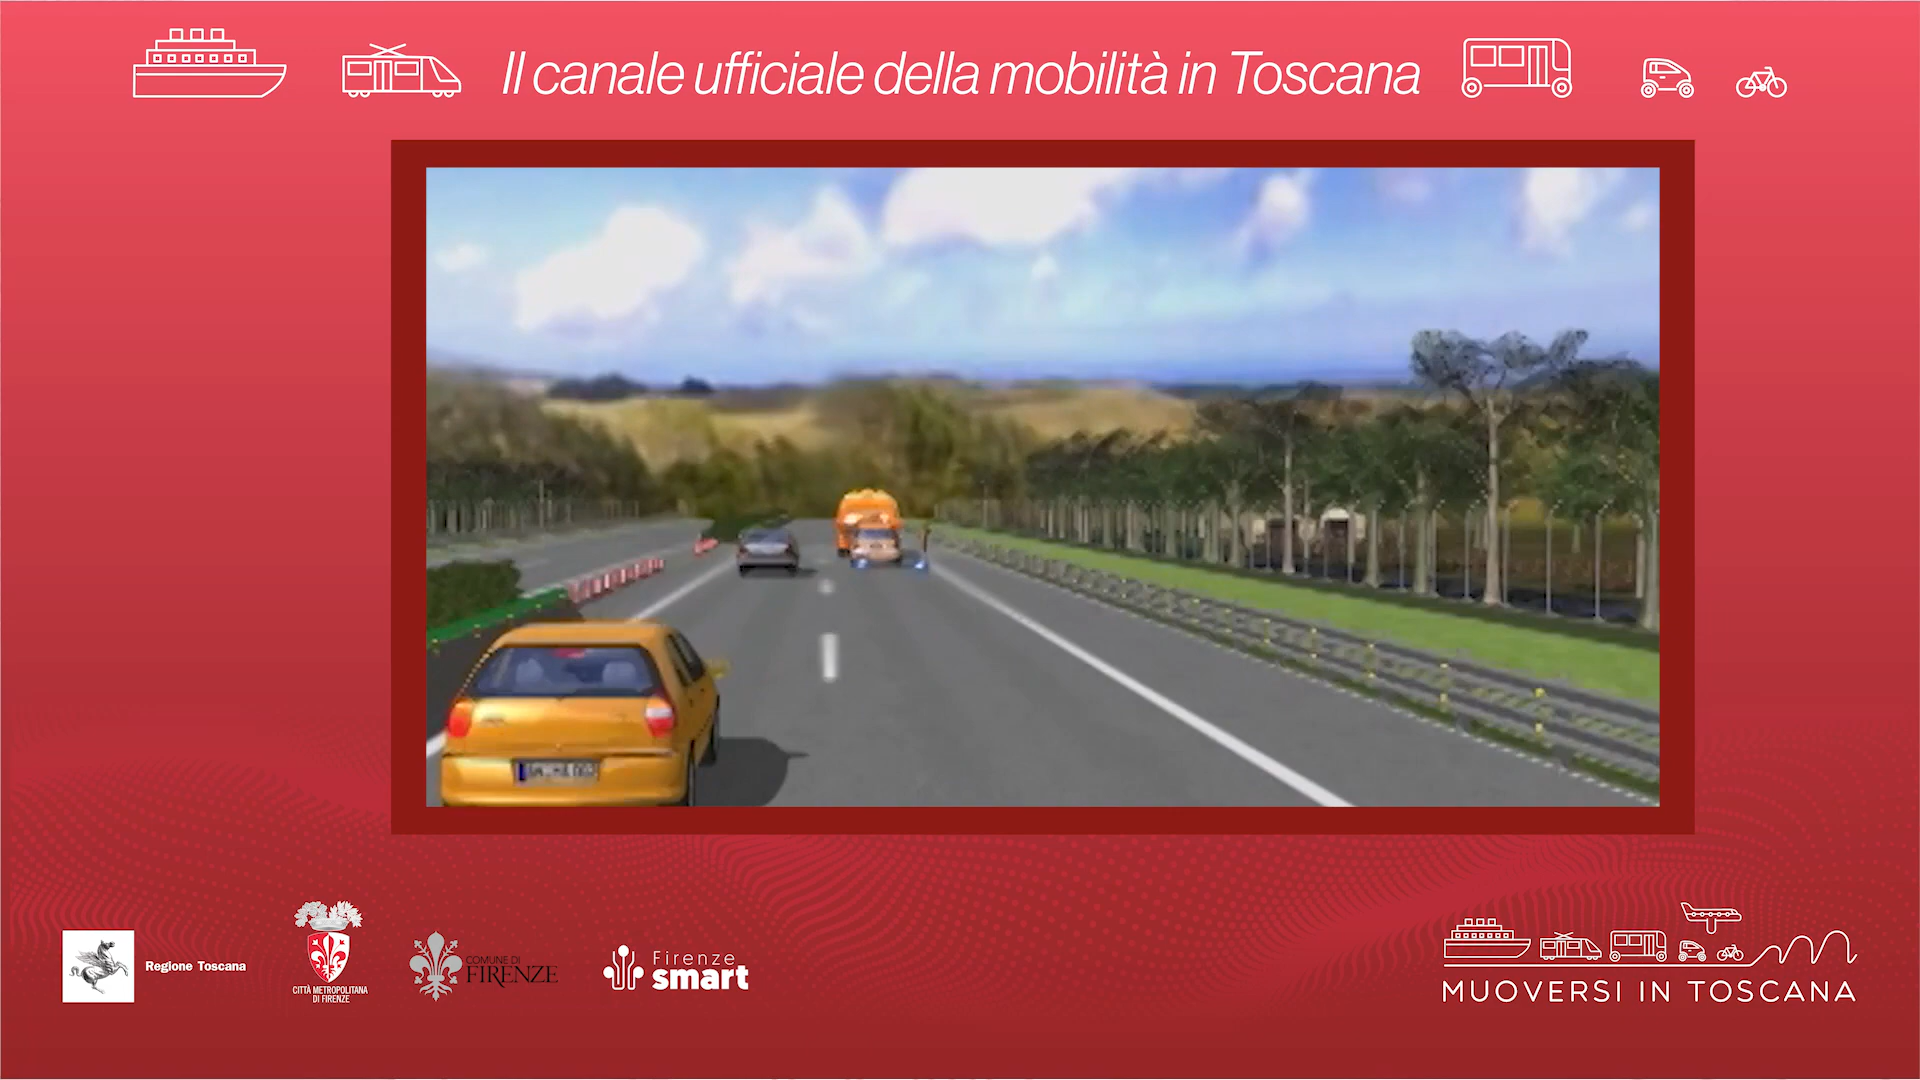 Il canale ufficiale della mobilità in Toscana
Regione Toscana
CITTÀ METROPOLITANA
DI FIRENZE
COMUNE DI
FIRENZE
Firenze
smart
MUOVERSI IN TOSCANA